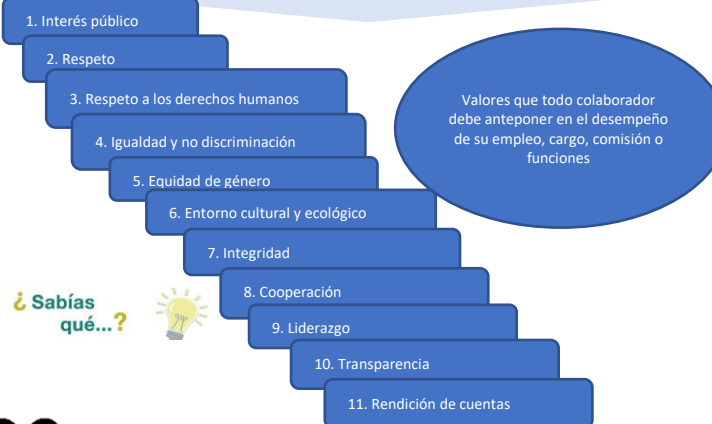 1. Interés público
2. Respeto
3. Respeto a los derechos humanos
4. Igualdad y no discriminación
5. Equidad de género
6. Entorno cultural y ecológico
7. Integridad
8. Cooperación
9. Liderazgo
10. Transparencia
11. Rendición de cuentas
Valores que todo colaborador
debe anteponer en el desempeño
de su empleo, cargo, comisión o
funciones
¿ Sabías
qué...?